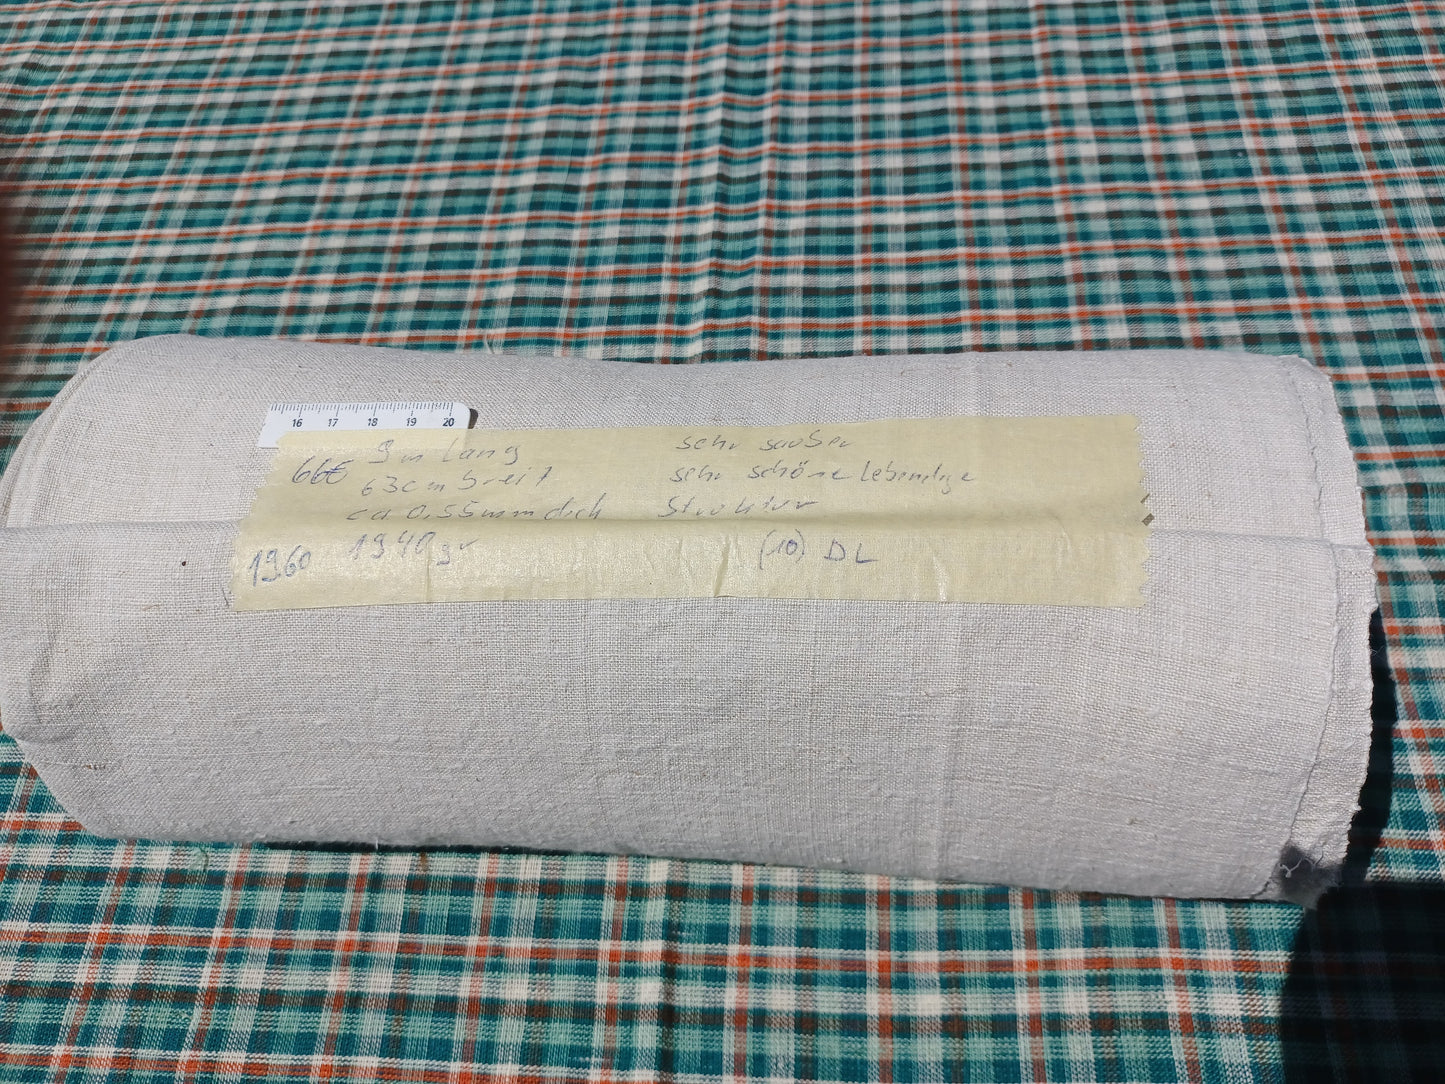 16 17 18 19 20
66€ 9m lang
63cm breit
ca 0,55mm dick
1960 1940gr
sehr sauber
sehr schöne lebendige
Struktur
(10) DL